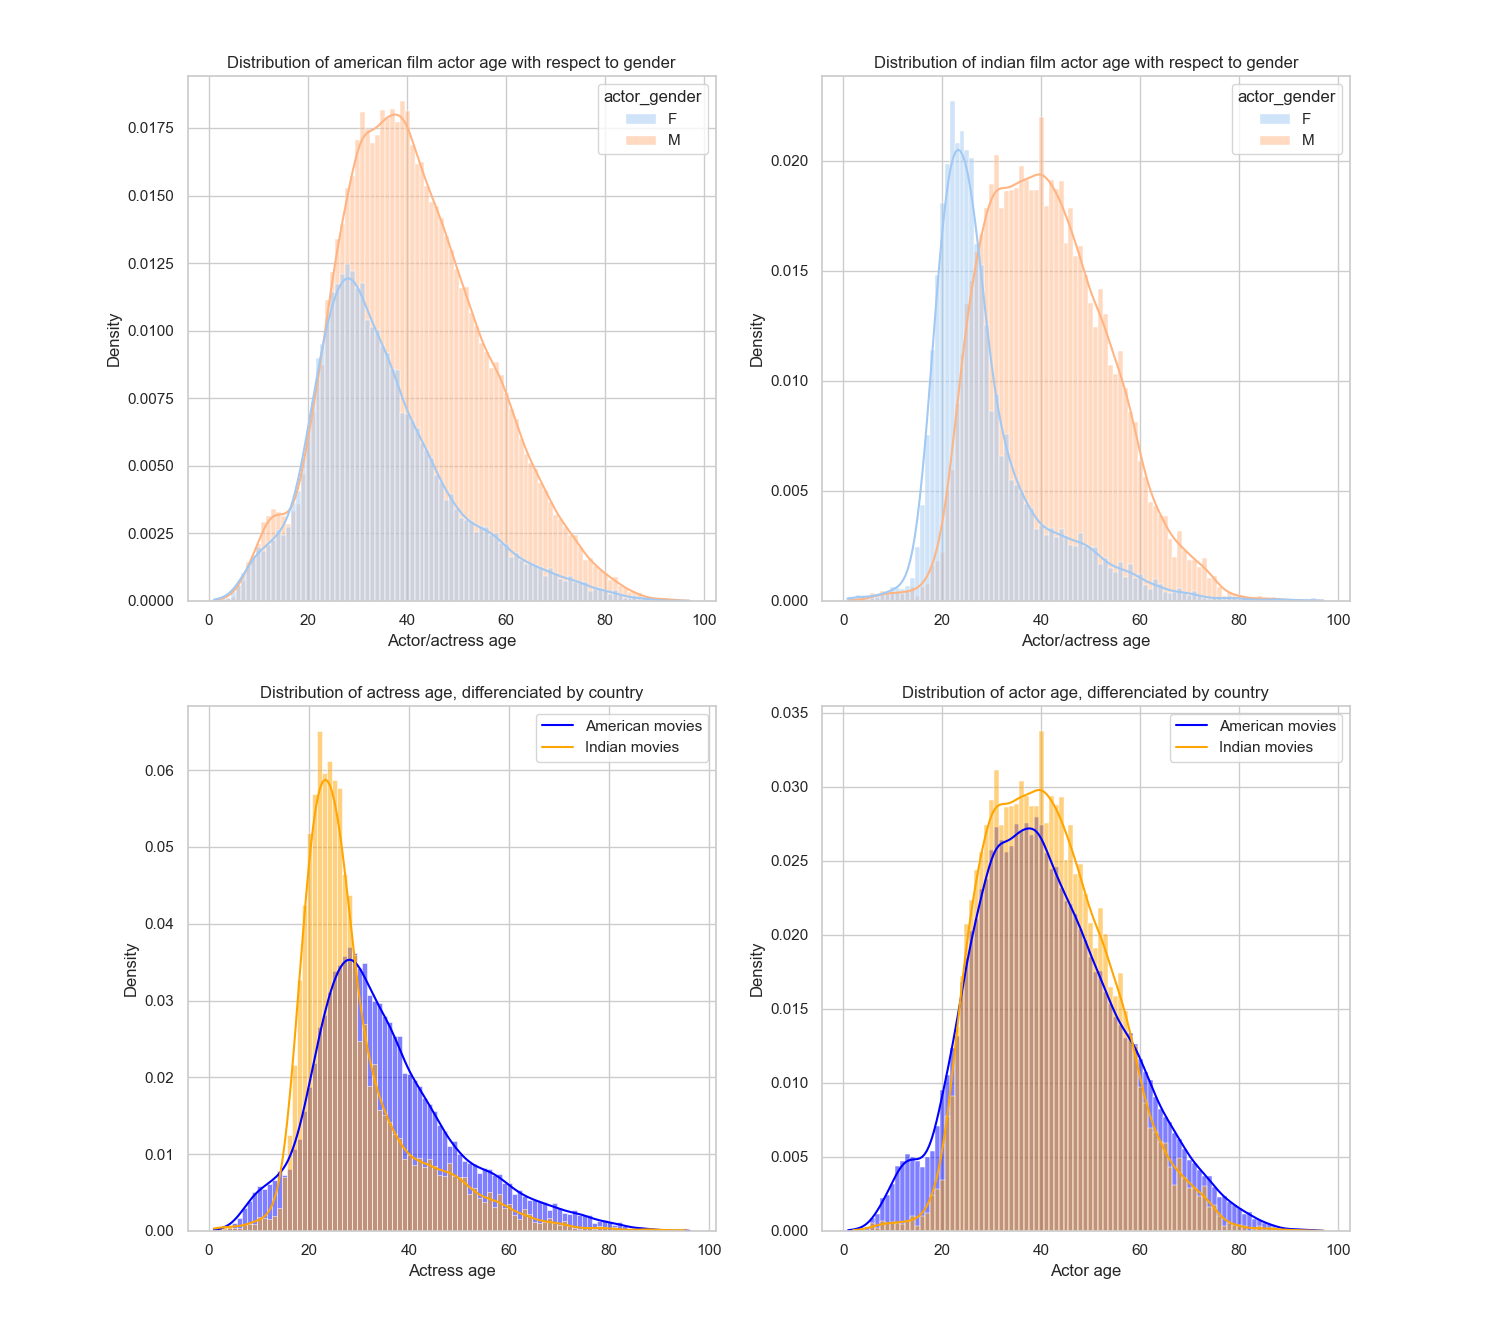 Distribution of american film actor age with respect to gender
actor_gender
F
M
0.0175
0.0150
0.0125
0.0100
0.0075
0.0050
0.0025
0.0000
Density
0 20 40 60 80 100
Actor/actress age
Distribution of indian film actor age with respect to gender
actor_gender
F
M
0.020
0.015
0.010
0.005
0.000
Density
0 20 40 60 80 100
Actor/actress age
Distribution of actress age, differenciated by country
American movies
Indian movies
0.06
0.05
0.04
0.03
0.02
0.01
0.00
Density
0 20 40 60 80 100
Actress age
Distribution of actor age, differenciated by country
American movies
Indian movies
0.035
0.030
0.025
0.020
0.015
0.010
0.005
0.000
Density
0 20 40 60 80 100
Actor age